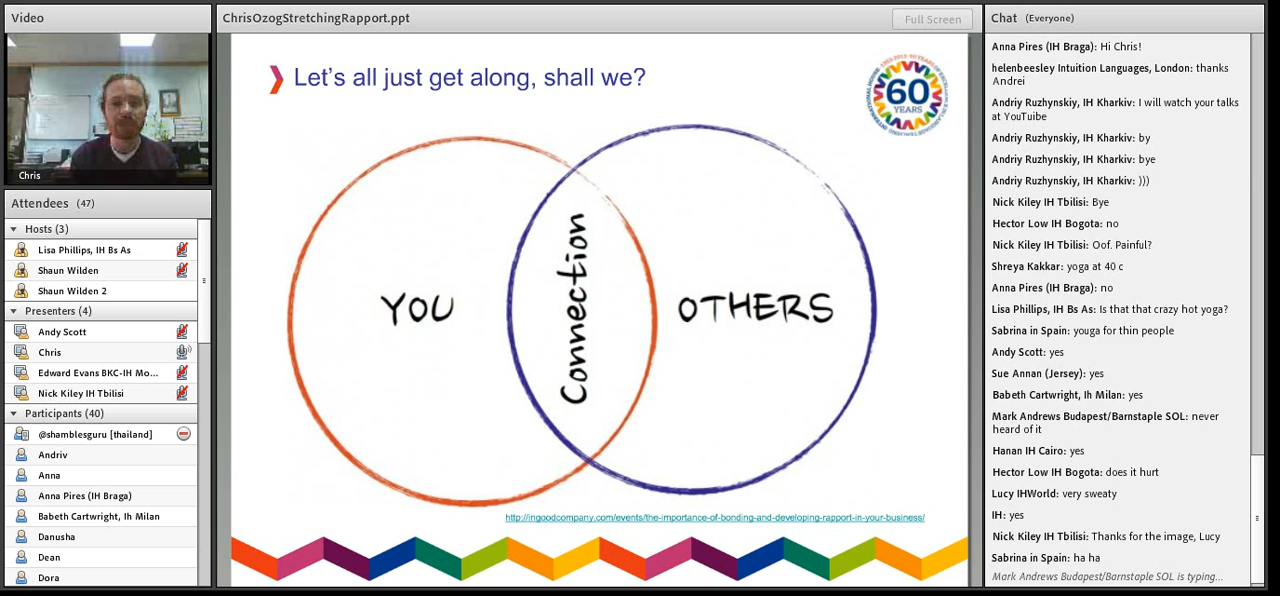 Video
Chris
Attendees (47)
Hosts (3)
Lisa Phillips, IH Bs As
Shaun Wilden
Shaun Wilden 2
Presenters (4)
Andy Scott
Chris
Edward Evans BKC-IH Mo...
Nick Kiley IH Tbilisi
Participants (40)
@shamblesguru [thailand]
Andriv
Anna
Anna Pires (IH Braga)
Babeth Cartwright, Ih Milan
Danusha
Dean
Dora
ChrisOzogStretchingRapport.ppt
Full Screen
Let's all just get along, shall we?
60
YEARS
YOU
Connection
OTHERS
http://ingoodcompany.com/events/the-importance-of-bonding-and-developing-rapport-in-your-business/
Chat (Everyone)
Anna Pires (IH Braga): Hi Chris!
helenbeesley Intuition Languages, London: thanks
Andrei
Andriy Ruzhynskiy, IH Kharkiv: I will watch your talks
at YouTuibe
Andriy Ruzhynskiy, IH Kharkiv: by
Andriy Ruzhynskiy, IH Kharkiv: bye
Andriy Ruzhynskiy, IH Kharkiv: )))
Nick Kiley IH Tbilisi: Bye
Hector Low IH Bogota: no
Nick Kiley IH Tbilisi: Oof. Painful?
Shreya Kakkar: yoga at 40 c
Anna Pires (IH Braga): no
Lisa Phillips, IH Bs As: Is that that crazy hot yoga?
Sabrina in Spain: youga for thin people
Andy Scott: yes
Sue Annan (Jersey): yes
Babeth Cartwright, Ih Milan: yes
Mark Andrews Budapest/Barnstaple SOL: never
heard of it
Hanan IH Cairo: yes
Hector Low IH Bogota: does it hurt
Lucy IHWorld: very sweaty
IH: yes
Nick Kiley IH Tbilisi: Thanks for the image, Lucy
Sabrina in Spain: ha ha
Mark Andrews Budapest/Barnstaple SOL is typing...